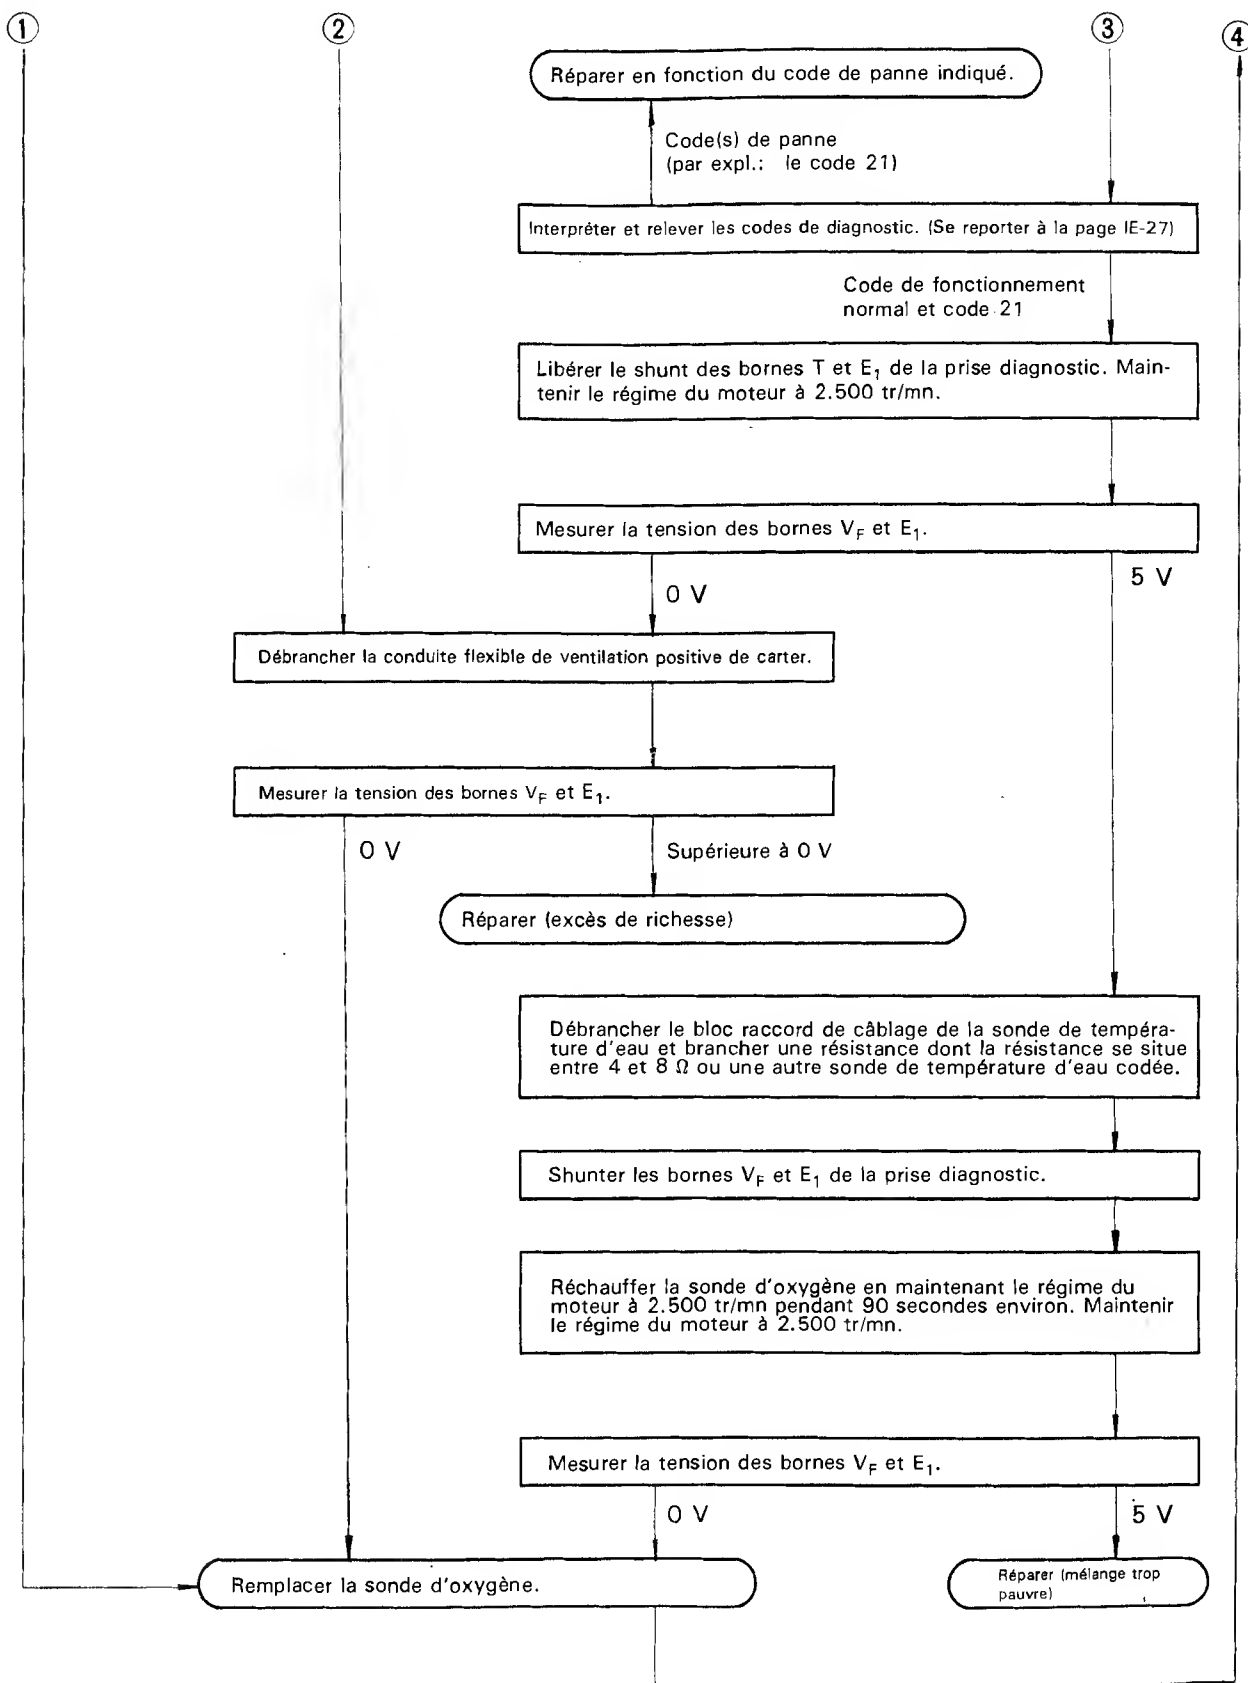 1
2
3
4
Réparer en fonction du code de panne indiqué.
Code(s) de panne
(par expl.: le code 21)
Interpréter et relever les codes de diagnostic. (Se reporter à la page IE-27)
Code de fonctionnement
normal et code 21
Libérer le shunt des bornes T et E₁ de la prise diagnostic. Main-
tenir le régime du moteur à 2.500 tr/mn.
Mesurer la tension des bornes V_F et E₁.
0 V
5 V
Débrancher la conduite flexible de ventilation positive de carter.
Mesurer la tension des bornes V_F et E₁.
0 V
Supérieure à 0 V
Réparer (excès de richesse)
Débrancher le bloc raccord de câblage de la sonde de tempéra-
ture d'eau et brancher une résistance dont la résistance se situe
entre 4 et 8 Ω ou une autre sonde de température d'eau codée.
Shunter les bornes V_F et E₁ de la prise diagnostic.
Réchauffer la sonde d'oxygène en maintenant le régime du
moteur à 2.500 tr/mn pendant 90 secondes environ. Maintenir
le régime du moteur à 2.500 tr/mn.
Mesurer la tension des bornes V_F et E₁.
0 V
5 V
Remplacer la sonde d'oxygène.
Réparer (mélange trop
pauvre)